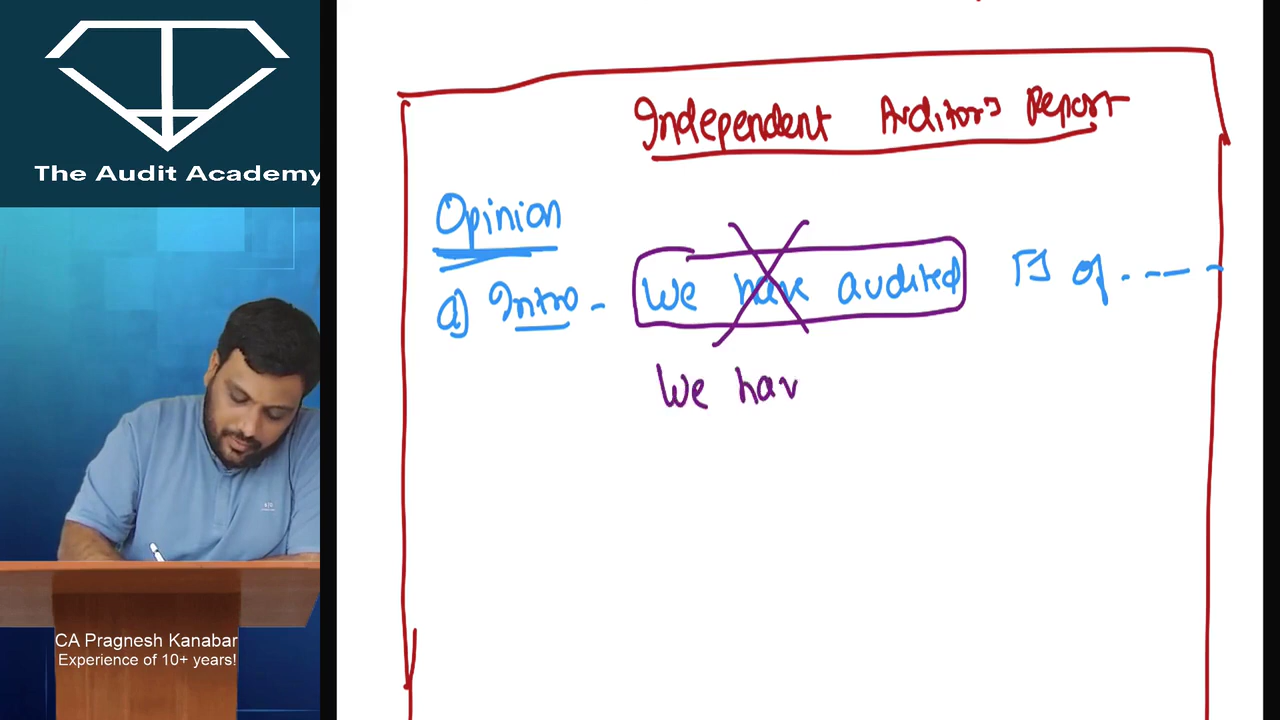 The Audit Academy
Independent Auditor's Report
Opinion
a) Intro - We have audited FS of . - - -
We hav
CA Pragnesh Kanabar
Experience of 10+ years!